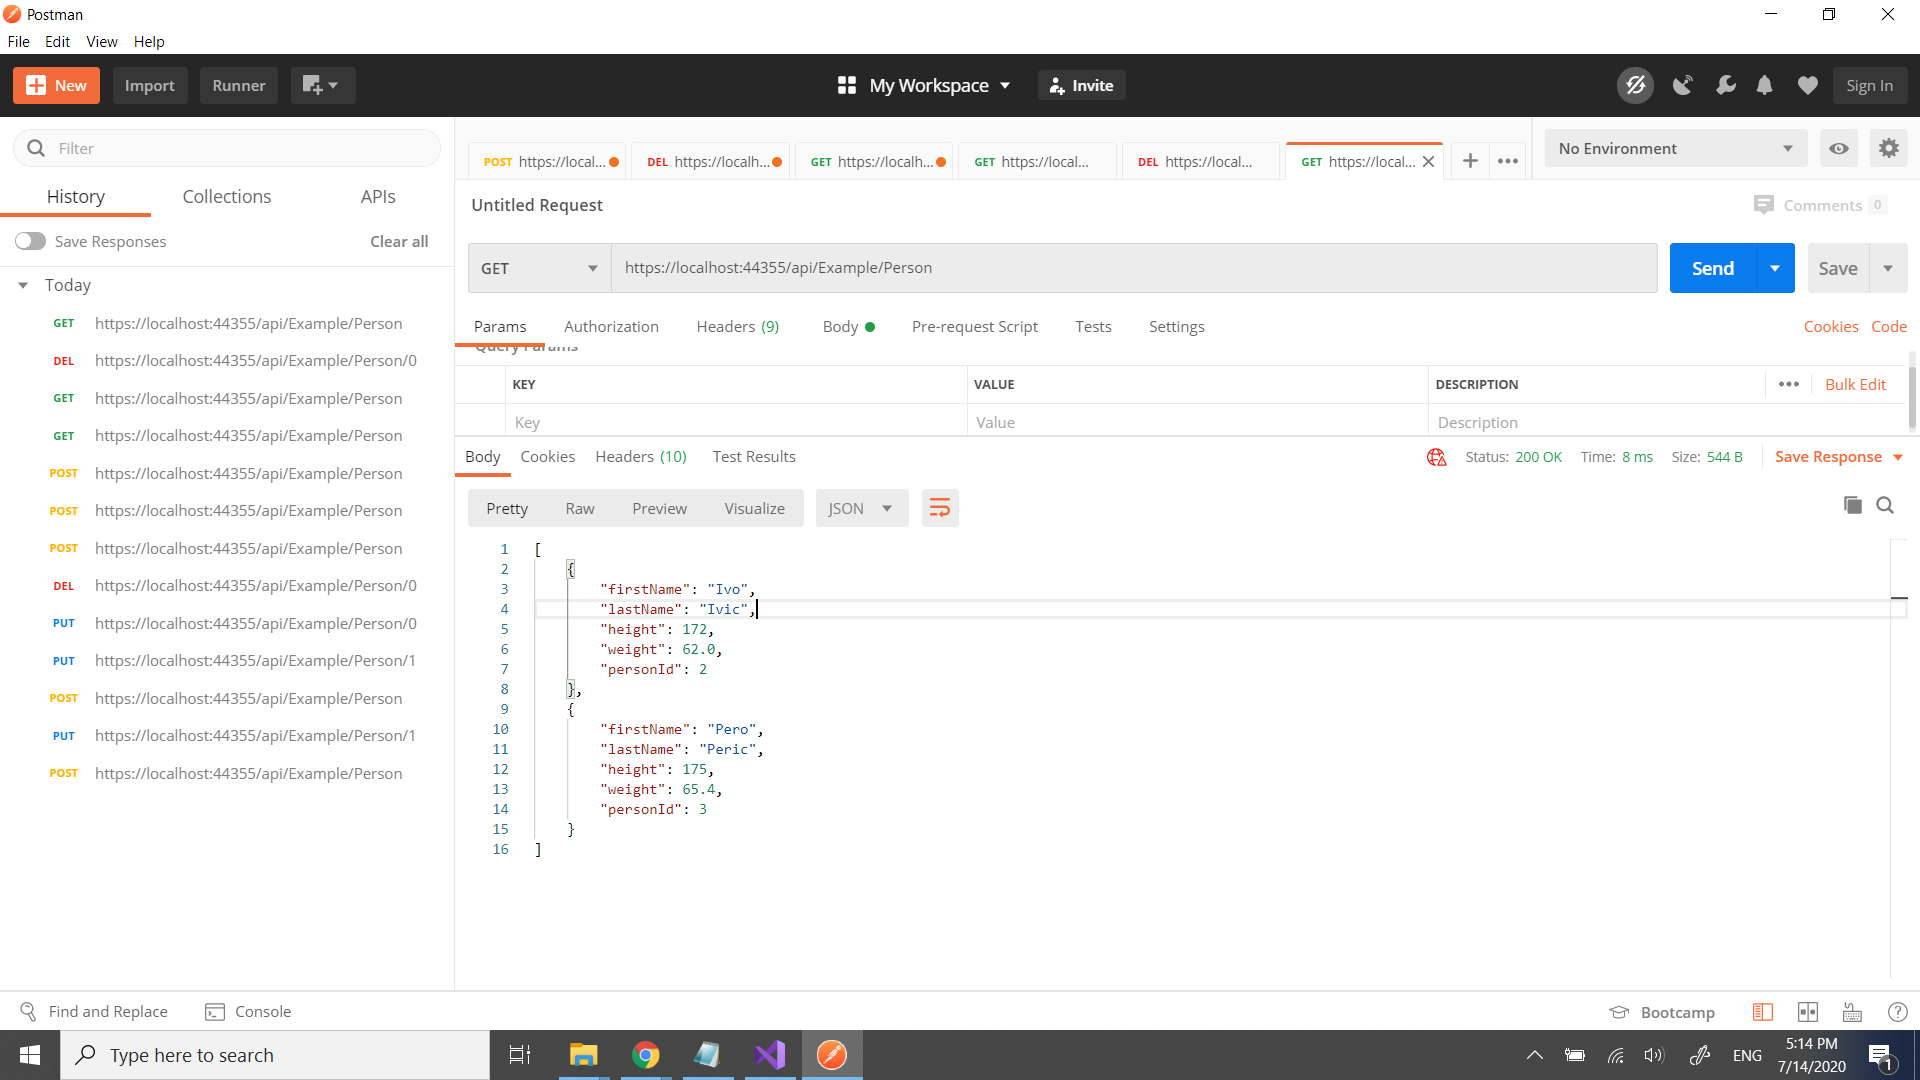 Postman
File Edit View Help
New Import Runner My Workspace Invite Sign In
Filter
History Collections APIs
Save Responses Clear all
Today
GET https://localhost:44355/api/Example/Person
DEL https://localhost:44355/api/Example/Person/0
GET https://localhost:44355/api/Example/Person
GET https://localhost:44355/api/Example/Person
POST https://localhost:44355/api/Example/Person
POST https://localhost:44355/api/Example/Person
POST https://localhost:44355/api/Example/Person
DEL https://localhost:44355/api/Example/Person/0
PUT https://localhost:44355/api/Example/Person/0
PUT https://localhost:44355/api/Example/Person/1
POST https://localhost:44355/api/Example/Person
PUT https://localhost:44355/api/Example/Person/1
POST https://localhost:44355/api/Example/Person
POST https://local... DEL https://localh... GET https://localh... GET https://local... DEL https://local... GET https://local... No Environment
Untitled Request Comments 0
GET https://localhost:44355/api/Example/Person Send Save
Params Authorization Headers (9) Body Pre-request Script Tests Settings Cookies Code
Query Params
KEY VALUE DESCRIPTION Bulk Edit
Key Value Description
Body Cookies Headers (10) Test Results Status: 200 OK Time: 8 ms Size: 544 B Save Response
Pretty Raw Preview Visualize JSON
1 [
2 {
3 "firstName": "Ivo",
4 "lastName": "Ivic",
5 "height": 172,
6 "weight": 62.0,
7 "personId": 2
8 },
9 {
10 "firstName": "Pero",
11 "lastName": "Peric",
12 "height": 175,
13 "weight": 65.4,
14 "personId": 3
15 }
16 ]
Find and Replace Console Bootcamp
Type here to search ENG 5:14 PM
7/14/2020 1